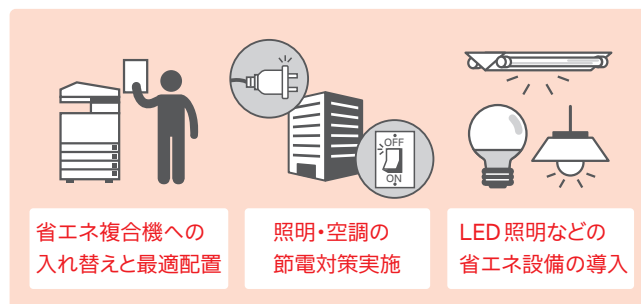 OFF
ON
省エネ複合機への
入れ替えと最適配置
照明・空調の
節電対策実施
LED照明などの
省エネ設備の導入